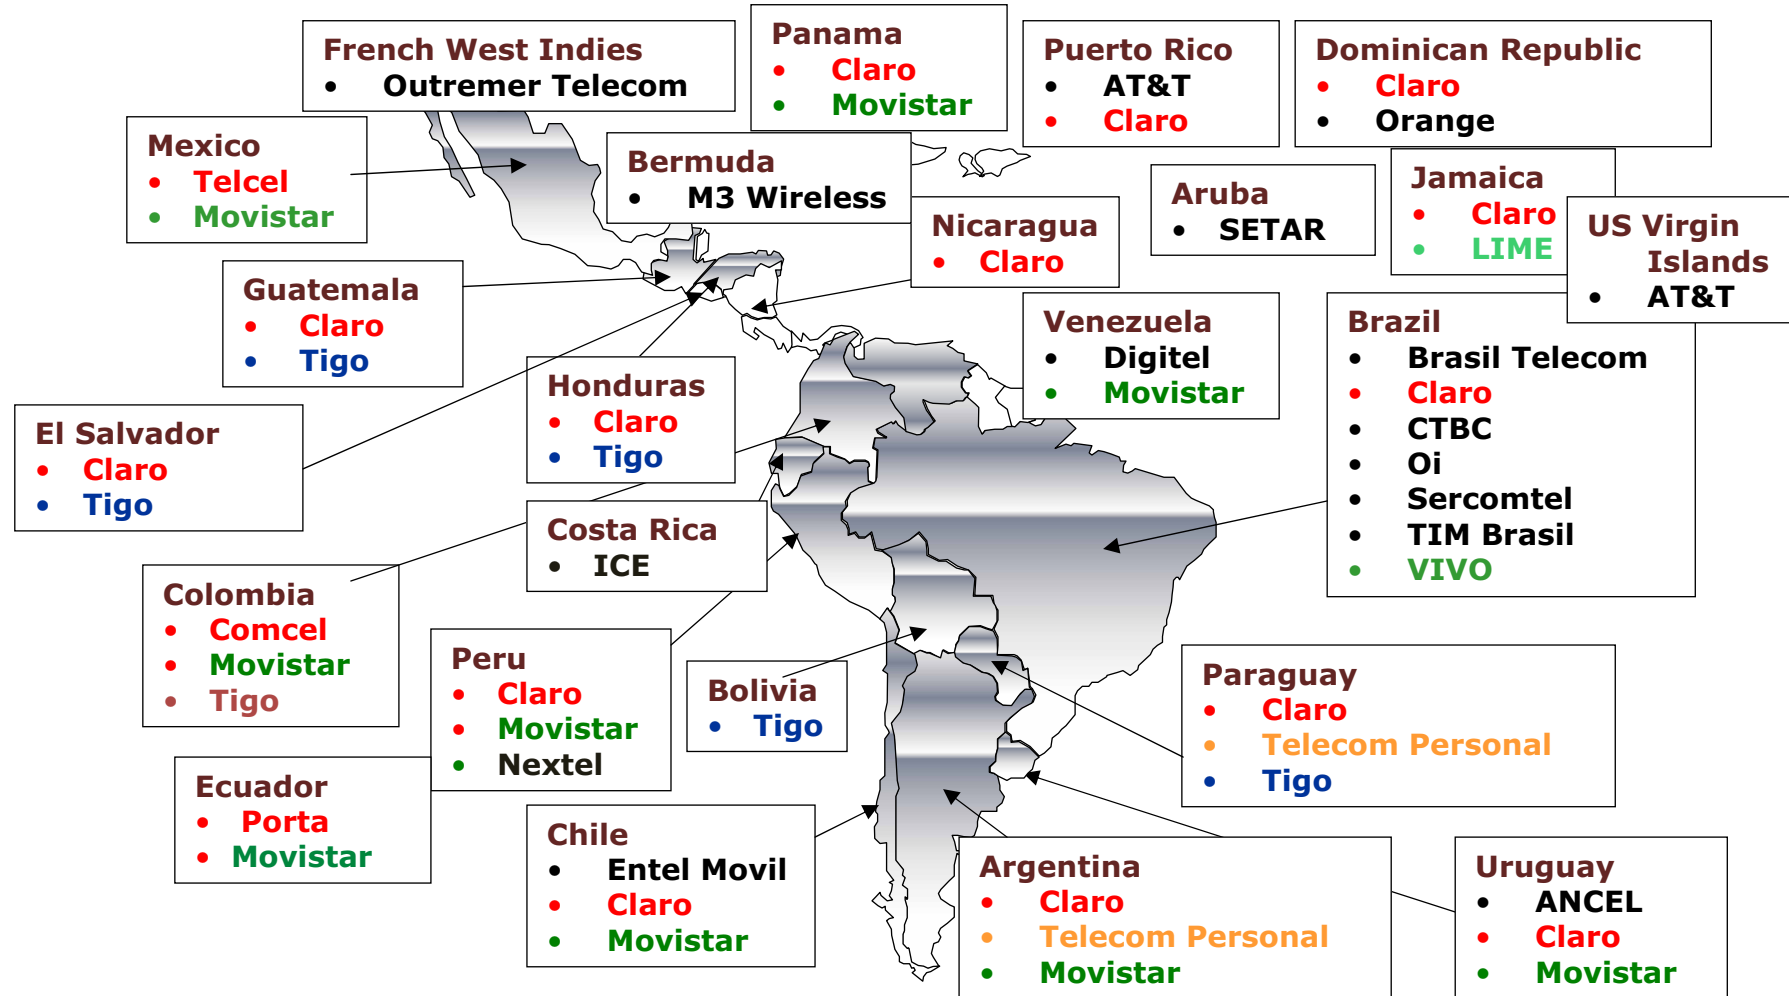 French West Indies
• Outremer Telecom
Panama
• Claro
• Movistar
Puerto Rico
• AT&T
• Claro
Dominican Republic
• Claro
• Orange
Mexico
• Telcel
• Movistar
Bermuda
• M3 Wireless
Nicaragua
• Claro
Aruba
• SETAR
Jamaica
• Claro
• LIME
US Virgin
Islands
• AT&T
Guatemala
• Claro
• Tigo
Honduras
• Claro
• Tigo
Venezuela
• Digitel
• Movistar
Brazil
• Brasil Telecom
• Claro
• CTBC
• Oi
• Sercomtel
• TIM Brasil
• VIVO
El Salvador
• Claro
• Tigo
Costa Rica
• ICE
Colombia
• Comcel
• Movistar
• Tigo
Peru
• Claro
• Movistar
• Nextel
Bolivia
• Tigo
Paraguay
• Claro
• Telecom Personal
• Tigo
Ecuador
• Porta
• Movistar
Chile
• Entel Movil
• Claro
• Movistar
Argentina
• Claro
• Telecom Personal
• Movistar
Uruguay
• ANCEL
• Claro
• Movistar